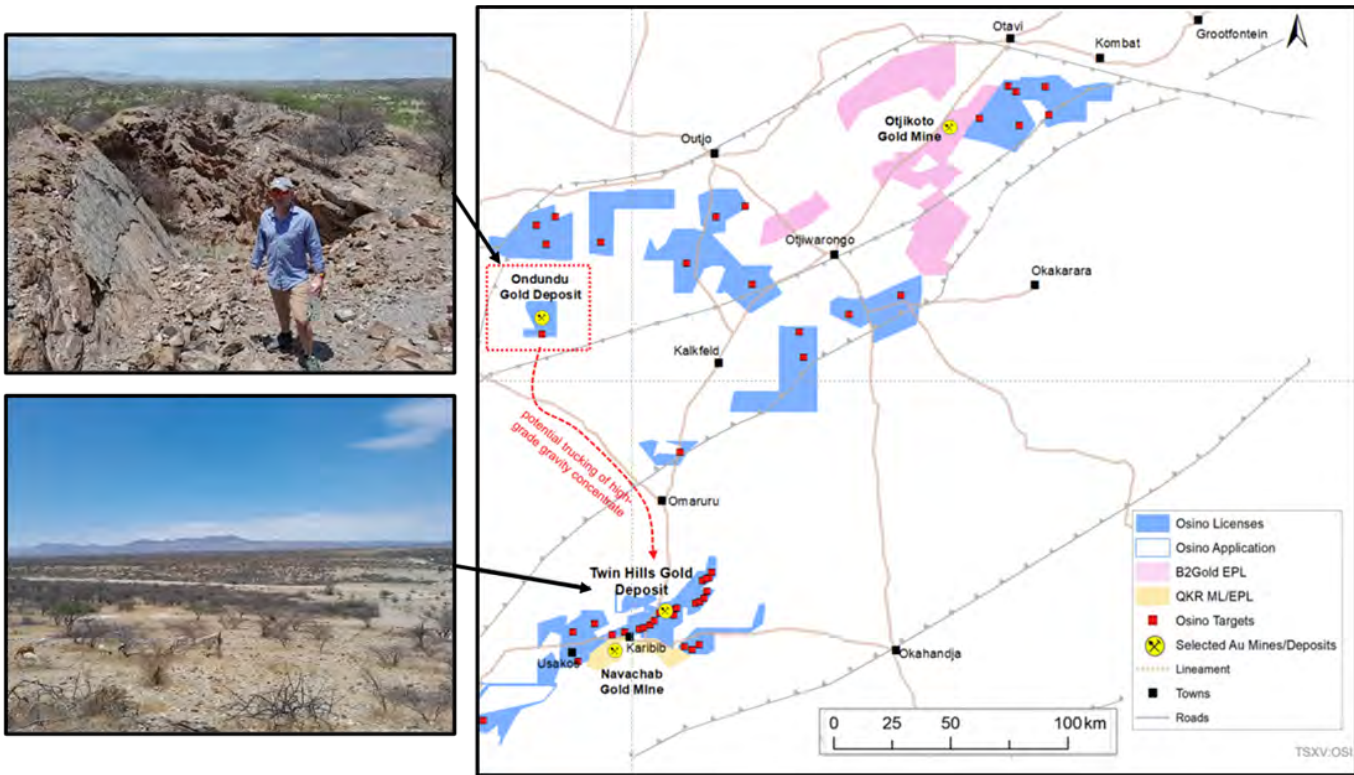 Otavi
Grootfontein
Kombat
Otjikoto
Gold Mine
Outjo
Otjiwarongo
Okakarara
Ondundu
Gold Deposit
Kalkfeld
potential trucking of high-
grade gravity concentrate
Omaruru
Twin Hills Gold
Deposit
Karibib
Usakos
Navachab
Gold Mine
Okahandja
Osino Licenses
Osino Application
B2Gold EPL
QKR ML/EPL
Osino Targets
Selected Au Mines/Deposits
Lineament
Towns
Roads
0 25 50 100 km
TSXV:OSI